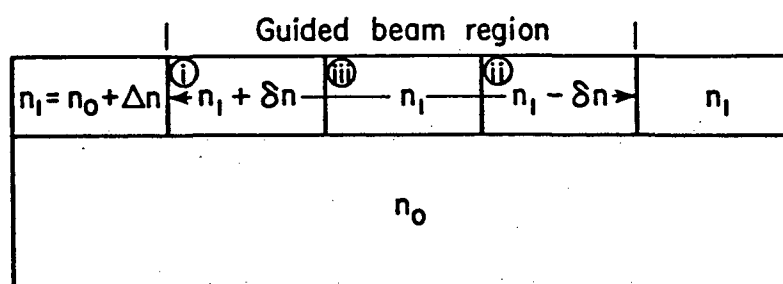 Guided beam region
i iii ii
n₁ = n₀ + Δn n₁ + δn n₁ n₁ − δn n₁
n₀